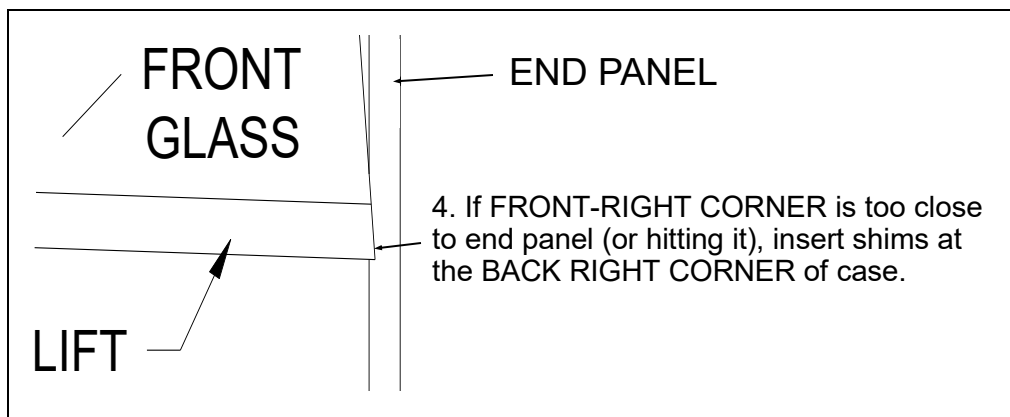 FRONT
GLASS
END PANEL
4. If FRONT-RIGHT CORNER is too close
to end panel (or hitting it), insert shims at
the BACK RIGHT CORNER of case.
LIFT